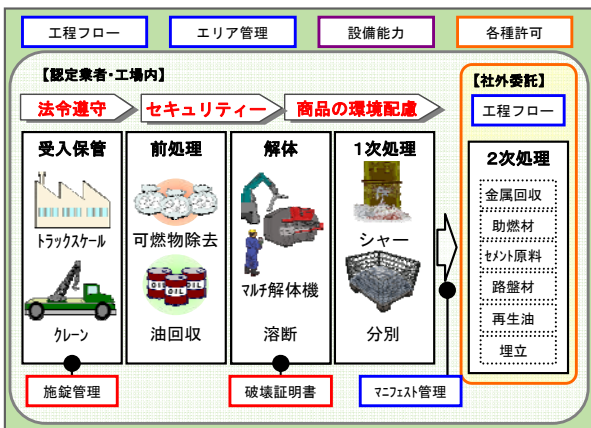 工程フロー
エリア管理
設備能力
各種許可
【認定業者・工場内】
【社外委託】
法令遵守
セキュリティー
商品の環境配慮
工程フロー
受入保管
前処理
解体
1次処理
2次処理
トラックスケール
可燃物除去
マルチ解体機
シャー
クレーン
油回収
溶断
分別
OIL
OIL
OIL
金属回収
助燃材
セメント原料
路盤材
再生油
埋立
施錠管理
破壊証明書
マニフェスト管理